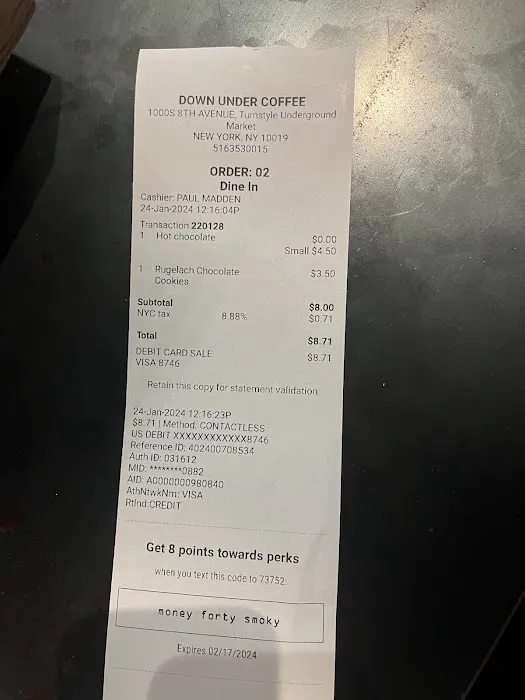 DOWN UNDER COFFEE
1000S 8TH AVENUE, Turnstyle Underground
Market
NEW YORK, NY 10019
5163530015
ORDER: 02
Dine In
Cashier: PAUL MADDEN
24-Jan-2024 12:16:04P
Transaction 220128
1 Hot chocolate $0.00
Small $4.50
1 Rugelach Chocolate $3.50
Cookies
Subtotal $8.00
NYC tax 8.88% $0.71
Total $8.71
DEBIT CARD SALE $8.71
VISA 8746
Retain this copy for statement validation
24-Jan-2024 12:16:23P
$8.71 | Method: CONTACTLESS
US DEBIT XXXXXXXXXXXX8746
Reference ID: 402400708534
Auth ID: 031612
MID: ********0882
AID: A0000000980840
AthNtwkNm: VISA
RtInd:CREDIT
Get 8 points towards perks
when you text this code to 73752:
money forty smoky
Expires 02/17/2024